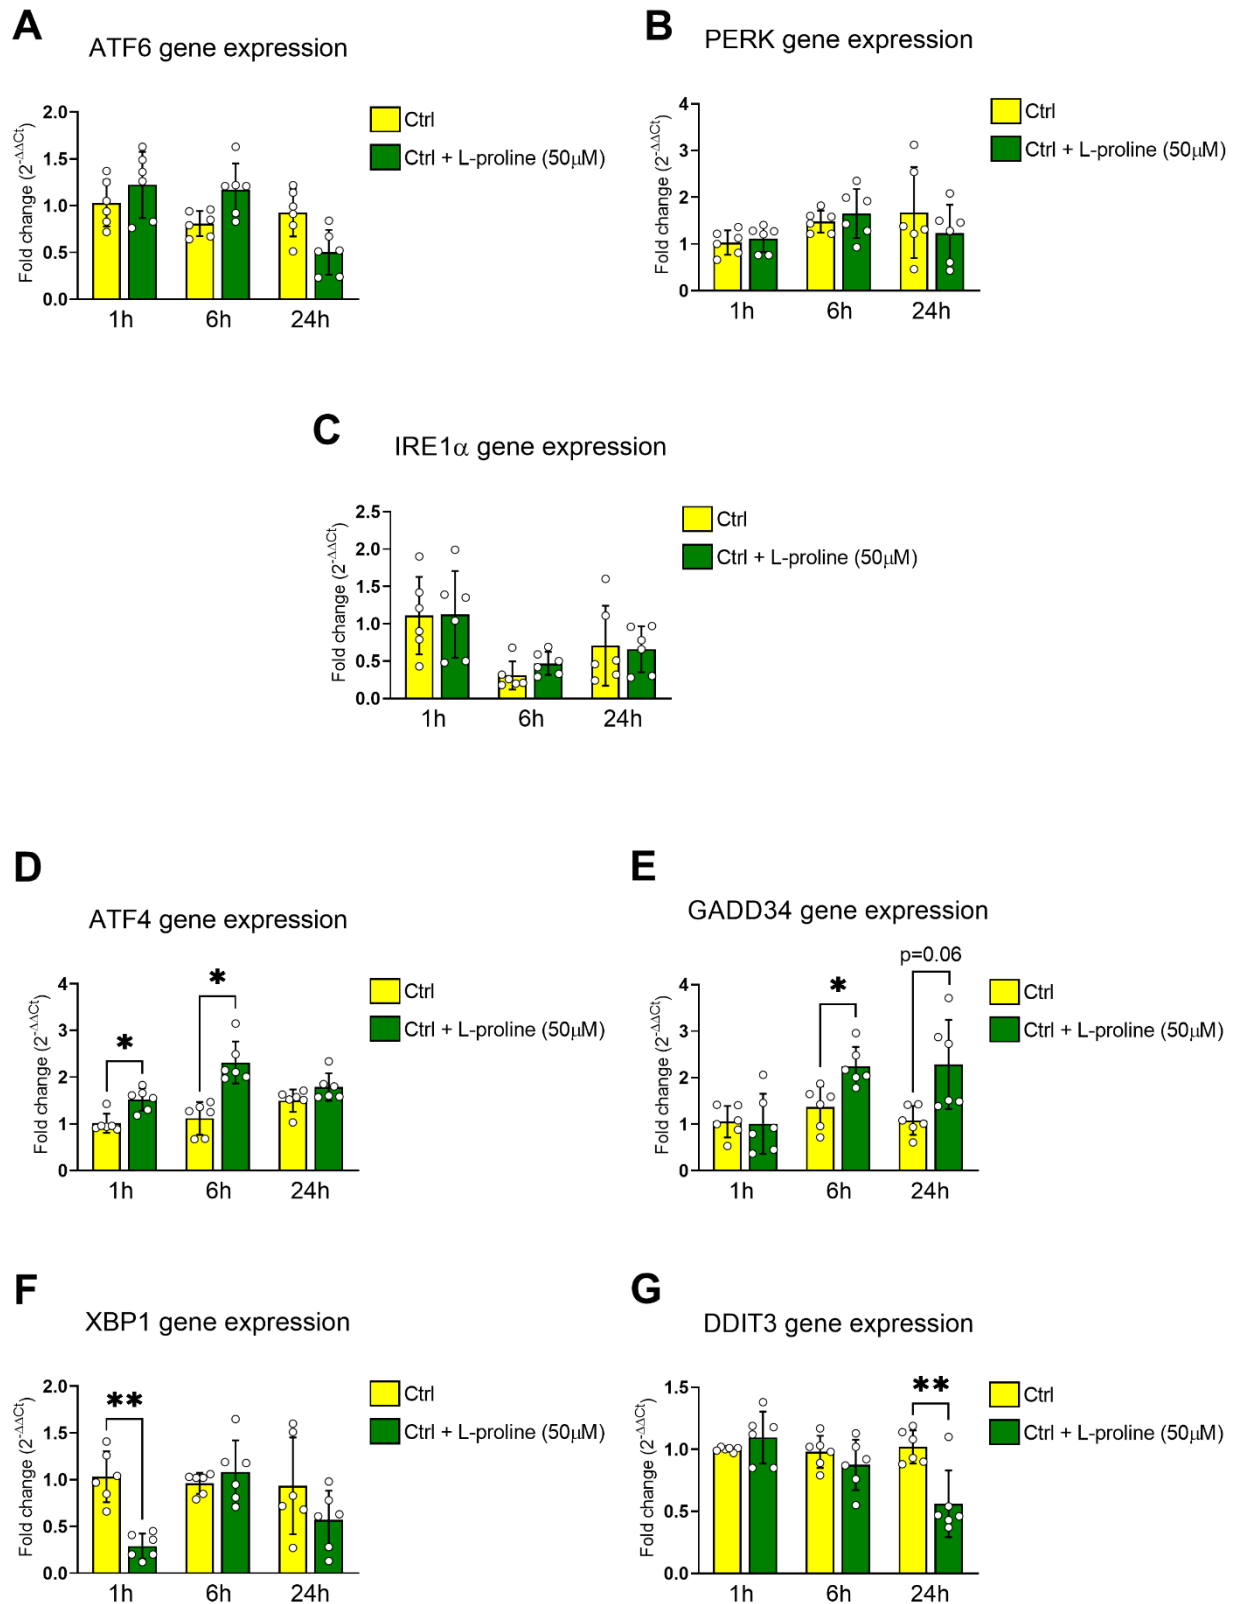 A
ATF6 gene expression
Fold change (2-ΔΔCt)
2.0
1.5
1.0
0.5
0.0
1h
6h
24h
Ctrl
Ctrl + L-proline (50μM)
B
PERK gene expression
Fold change (2-ΔΔCt)
4
3
2
1
0
1h
6h
24h
Ctrl
Ctrl + L-proline (50μM)
C
IRE1α gene expression
Fold change (2-ΔΔCt)
2.5
2.0
1.5
1.0
0.5
0.0
1h
6h
24h
Ctrl
Ctrl + L-proline (50μM)
D
ATF4 gene expression
Fold change (2-ΔΔCt)
4
3
2
1
0
*
*
1h
6h
24h
Ctrl
Ctrl + L-proline (50μM)
E
GADD34 gene expression
Fold change (2-ΔΔCt)
4
3
2
1
0
*
p=0.06
1h
6h
24h
Ctrl
Ctrl + L-proline (50μM)
F
XBP1 gene expression
Fold change (2-ΔΔCt)
2.0
1.5
1.0
0.5
0.0
**
1h
6h
24h
Ctrl
Ctrl + L-proline (50μM)
G
DDIT3 gene expression
Fold change (2-ΔΔCt)
1.5
1.0
0.5
0.0
**
1h
6h
24h
Ctrl
Ctrl + L-proline (50μM)